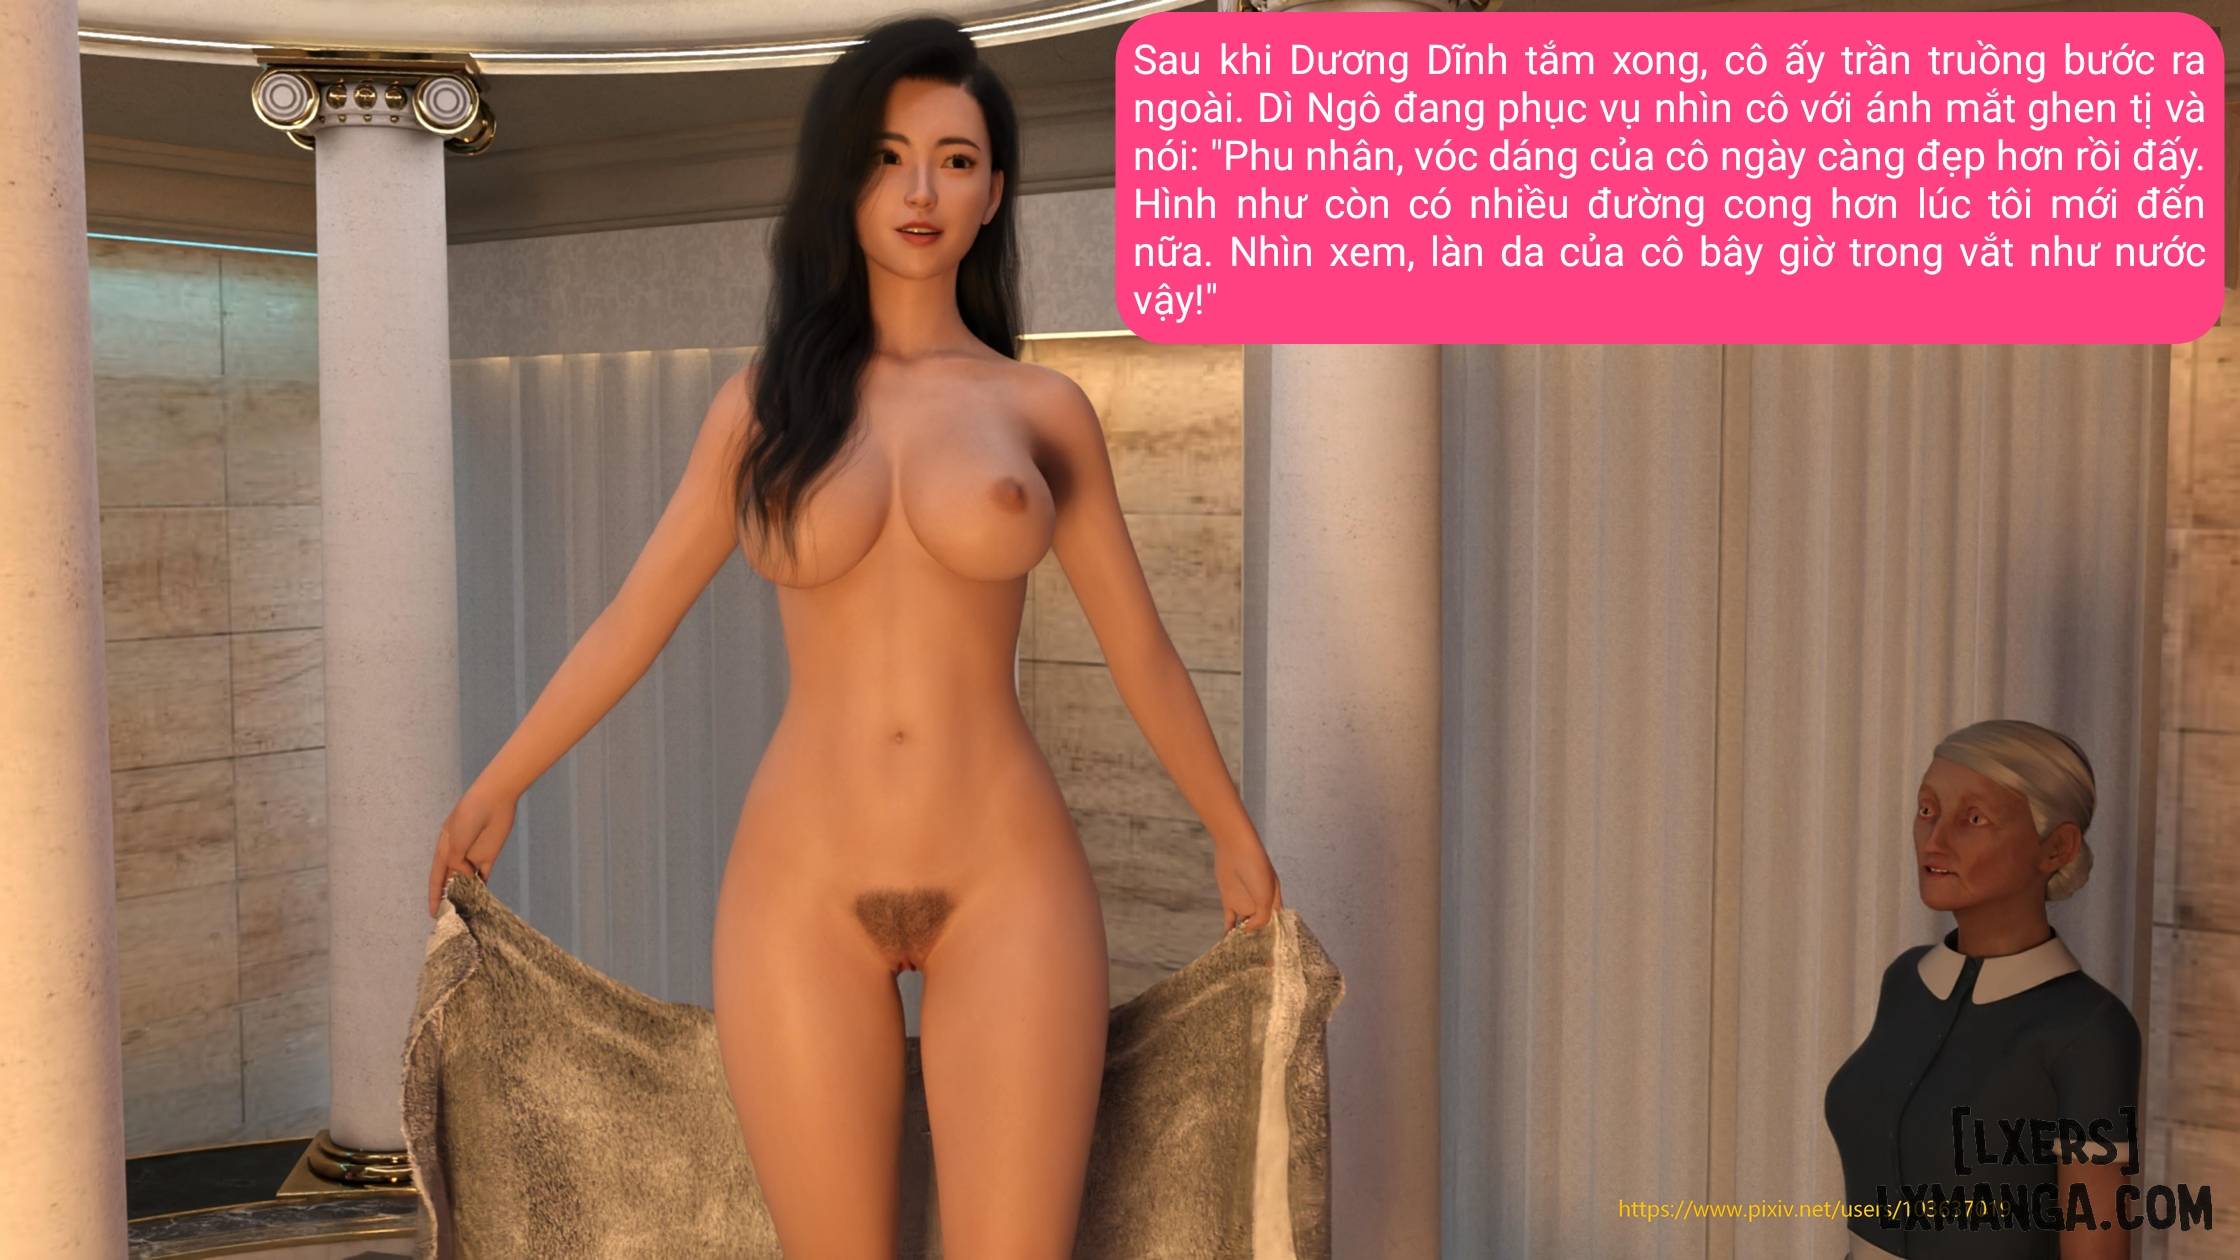 Sau khi Dương Dĩnh tắm xong, cô ấy trần truồng bước ra
ngoài. Dì Ngô đang phục vụ nhìn cô với ánh mắt ghen tị và
nói: "Phu nhân, vóc dáng của cô ngày càng đẹp hơn rồi đấy.
Hình như còn có nhiều đường cong hơn lúc tôi mới đến
nữa. Nhìn xem, làn da của cô bây giờ trong vắt như nước
vậy!"
[LXERS]
https://www.pixiv.net/users/103637019
LXMANGA.COM